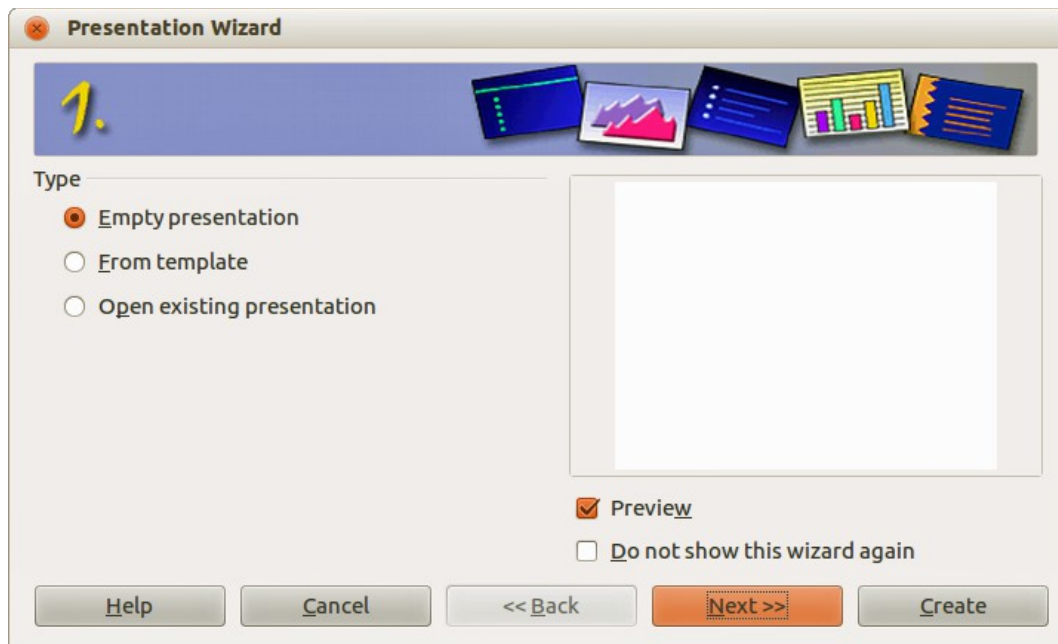 Presentation Wizard
1.
Type
Empty presentation
From template
Open existing presentation
Preview
Do not show this wizard again
Help Cancel << Back Next >> Create